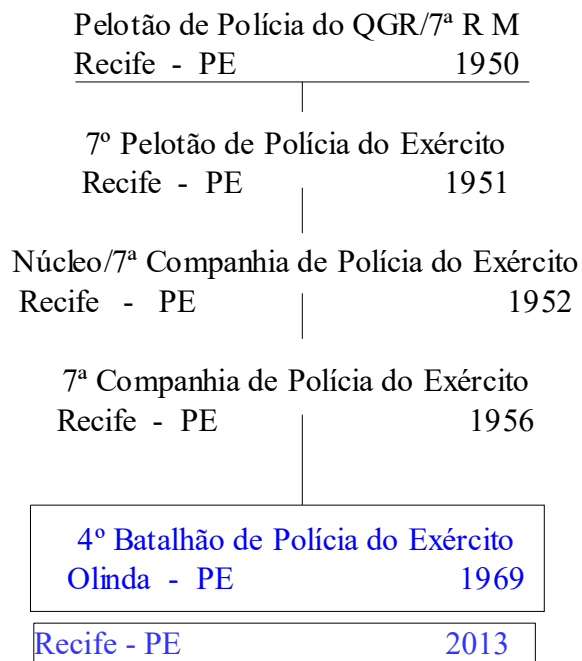 Pelotão de Polícia do QGR/7ª R M
Recife - PE 1950
7º Pelotão de Polícia do Exército
Recife - PE 1951
Núcleo/7ª Companhia de Polícia do Exército
Recife - PE 1952
7ª Companhia de Polícia do Exército
Recife - PE 1956
4º Batalhão de Polícia do Exército
Olinda - PE 1969
Recife - PE 2013